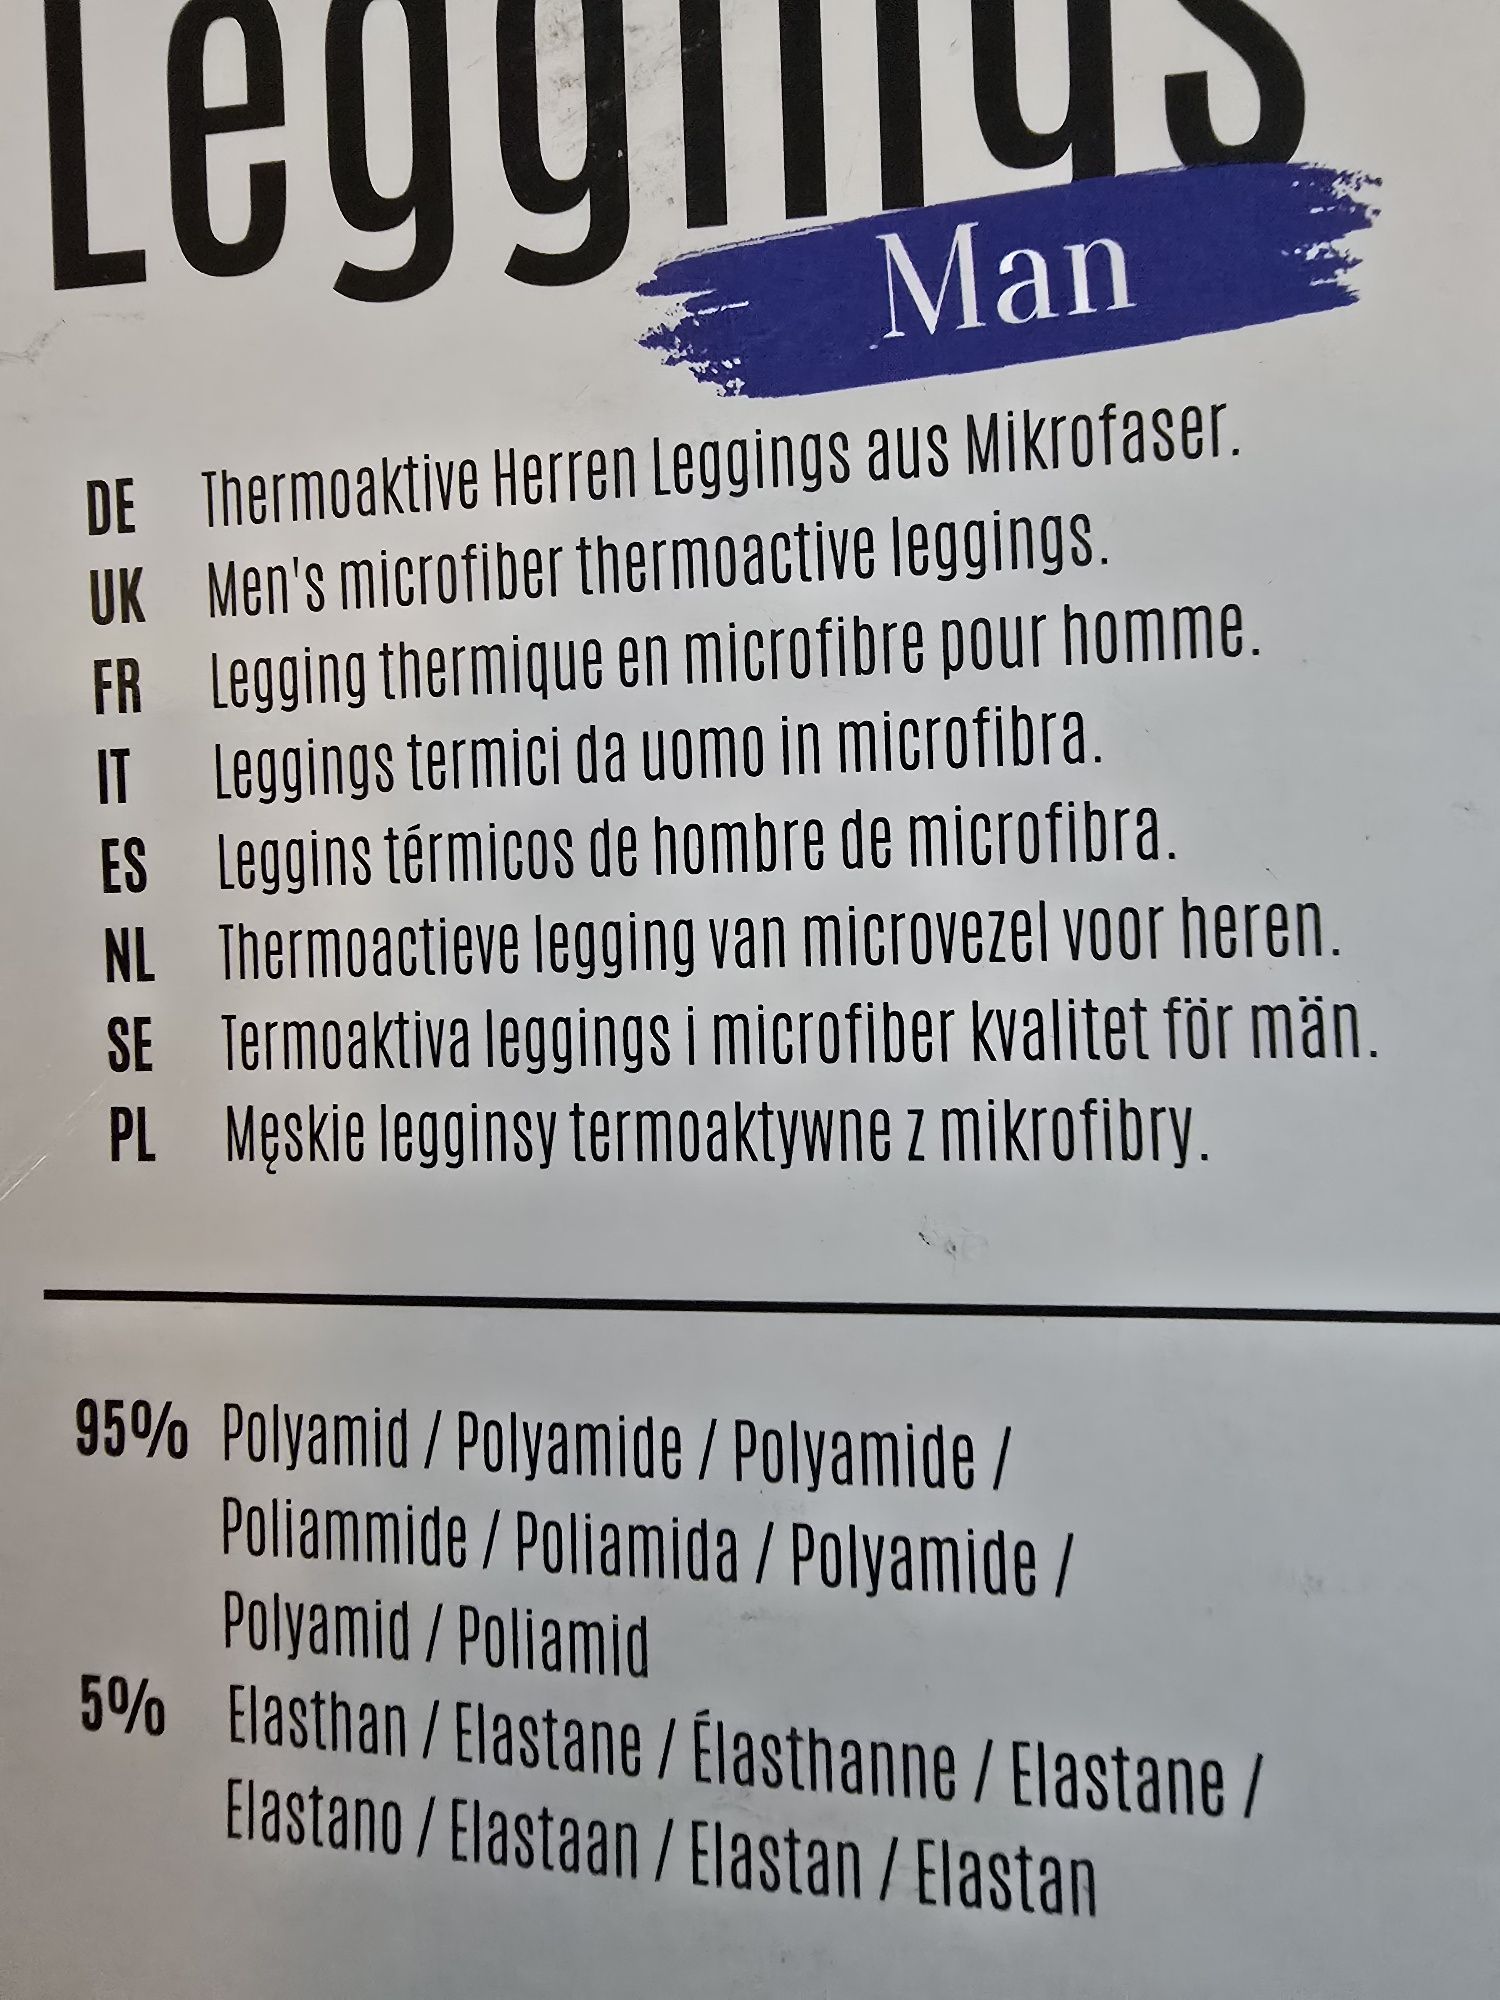 Leggings
Man
DE Thermoaktive Herren Leggings aus Mikrofaser.
UK Men's microfiber thermoactive leggings.
FR Legging thermique en microfibre pour homme.
IT Leggings termici da uomo in microfibra.
ES Leggins térmicos de hombre de microfibra.
NL Thermoactieve legging van microvezel voor heren.
SE Termoaktiva leggings i microfiber kvalitet för män.
PL Męskie legginsy termoaktywne z mikrofibry.
95% Polyamid / Polyamide / Polyamide /
Poliammide / Poliamida / Polyamide /
Polyamid / Poliamid
5% Elasthan / Elastane / Élasthanne / Elastane /
Elastano / Elastaan / Elastan / Elastan